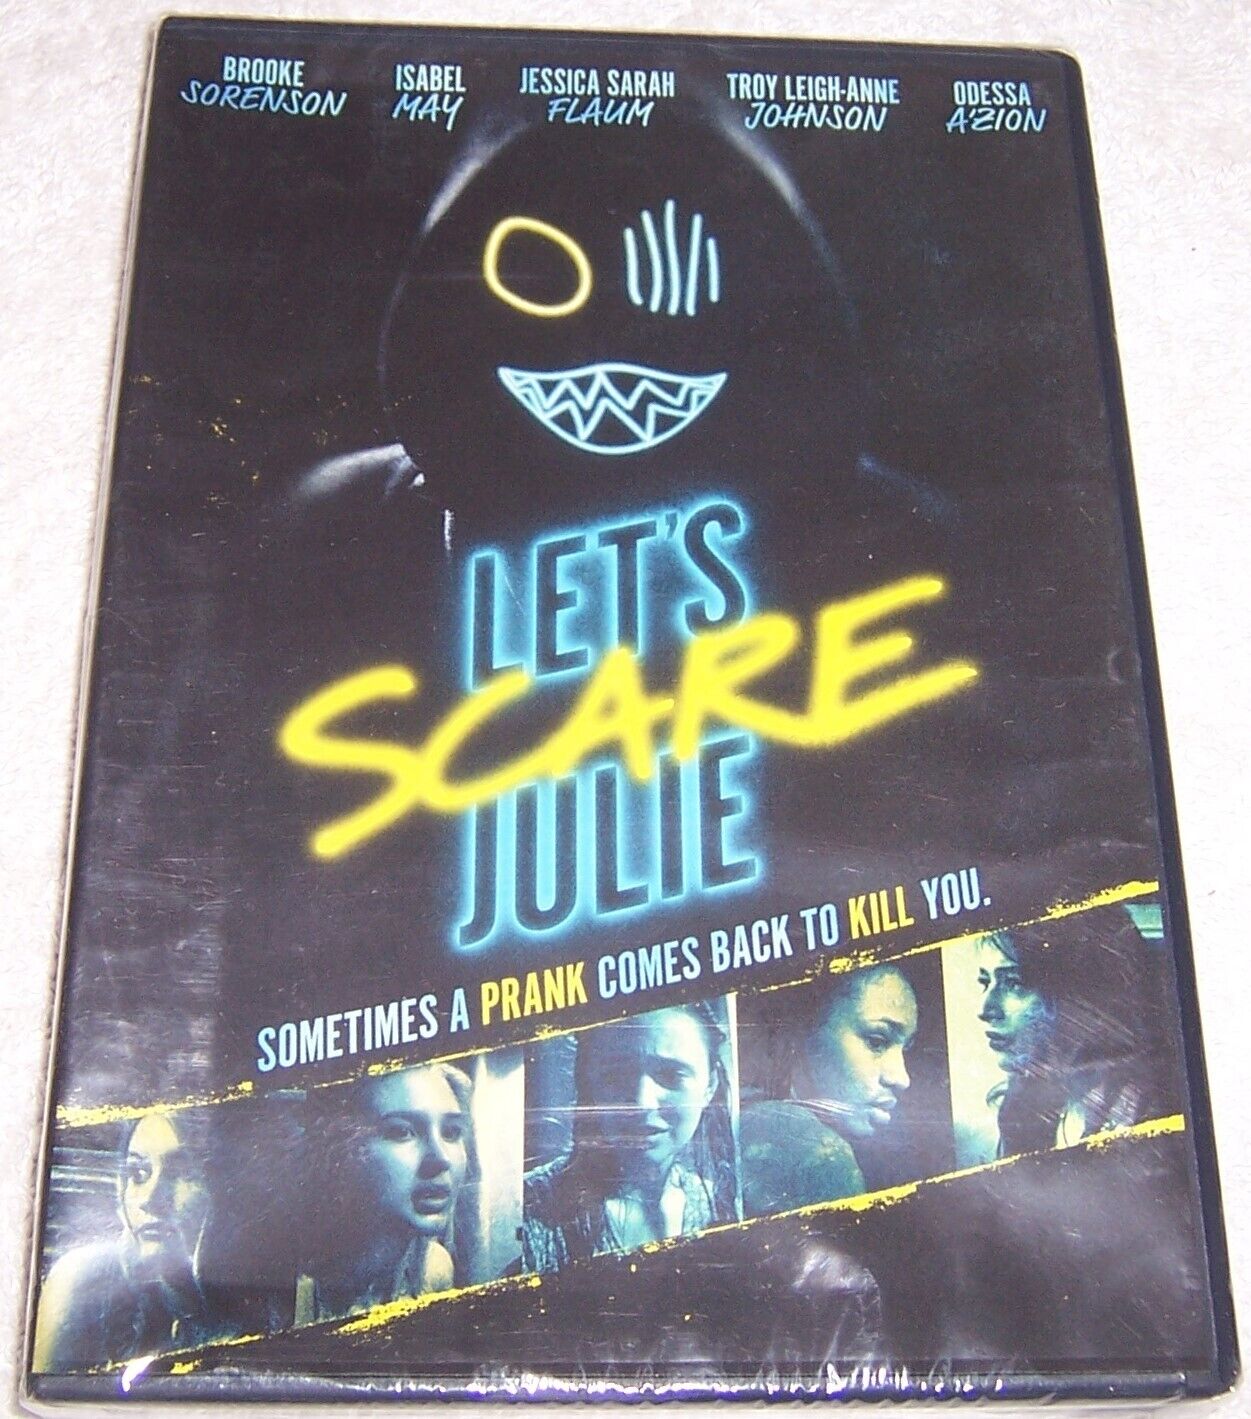 BROOKE SORENSON
ISABEL MAY
JESSICA SARAH FLAUM
TROY LEIGH-ANNE JOHNSON
ODESSA A'ZION
LET'S
SCARE
JULIE
SOMETIMES A PRANK COMES BACK TO KILL YOU.